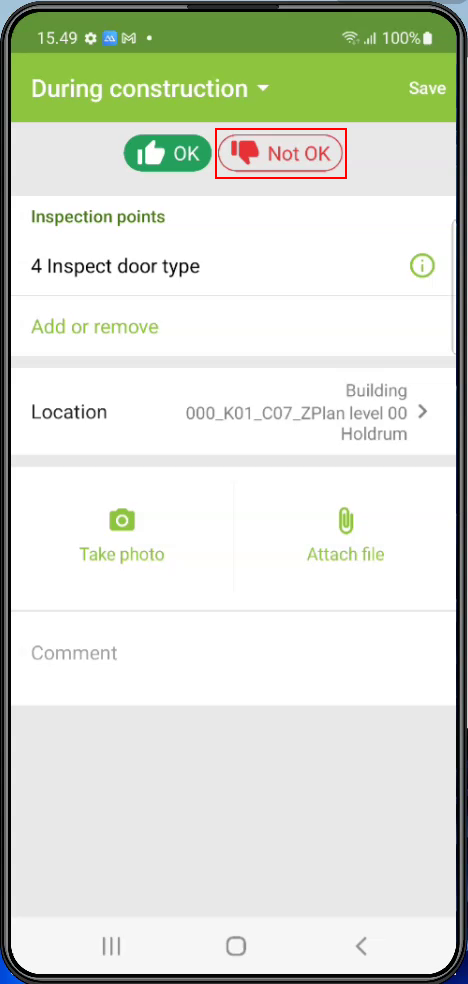 15.49 100%
During construction Save
OK Not OK
Inspection points
4 Inspect door type
Add or remove
Building
Location 000_K01_C07_ZPlan level 00
Holdrum
Take photo Attach file
Comment